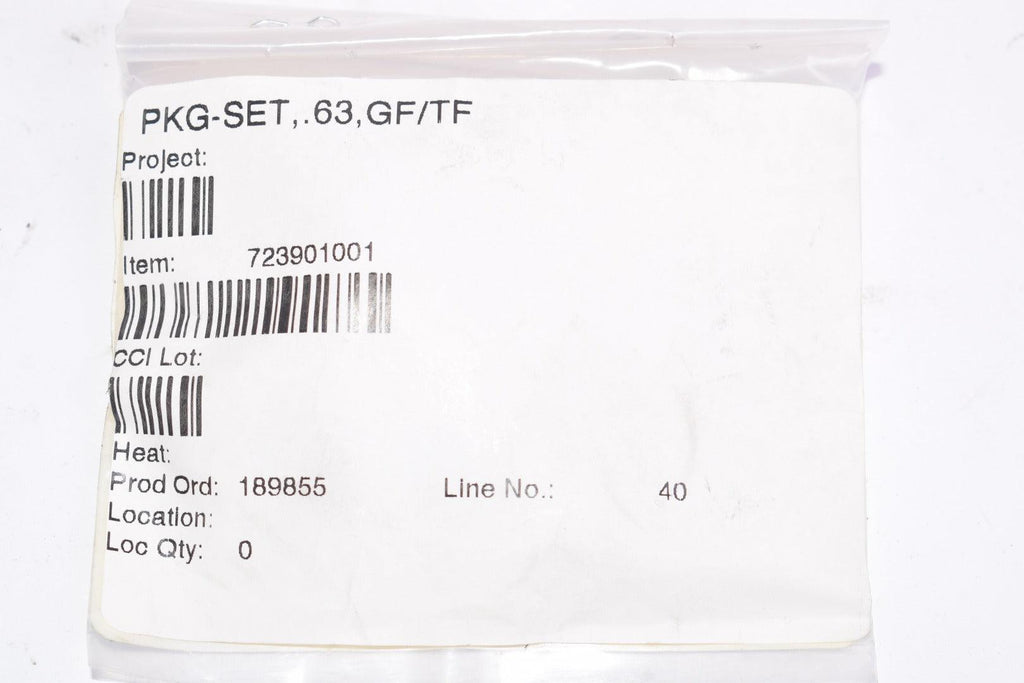 PKG-SET,.63,GF/TF
Project:
Item: 723901001
CCI Lot:
Heat:
Prod Ord: 189855 Line No.: 40
Location:
Loc Qty: 0